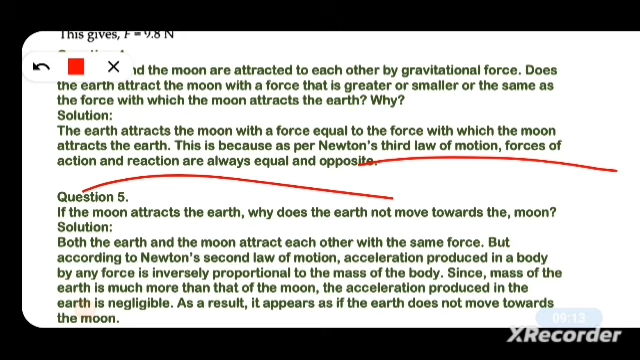 This gives, F = 9.8 N
nd the moon are attracted to each other by gravitational force. Does
the earth attract the moon with a force that is greater or smaller or the same as
the force with which the moon attracts the earth? Why?
Solution:
The earth attracts the moon with a force equal to the force with which the moon
attracts the earth. This is because as per Newton's third law of motion, forces of
action and reaction are always equal and opposite.
Question 5.
If the moon attracts the earth, why does the earth not move towards the, moon?
Solution:
Both the earth and the moon attract each other with the same force. But
according to Newton's second law of motion, acceleration produced in a body
by any force is inversely proportional to the mass of the body. Since, mass of the
earth is much more than that of the moon, the acceleration produced in the
earth is negligible. As a result, it appears as if the earth does not move towards
the moon.
09:13
XRecorder